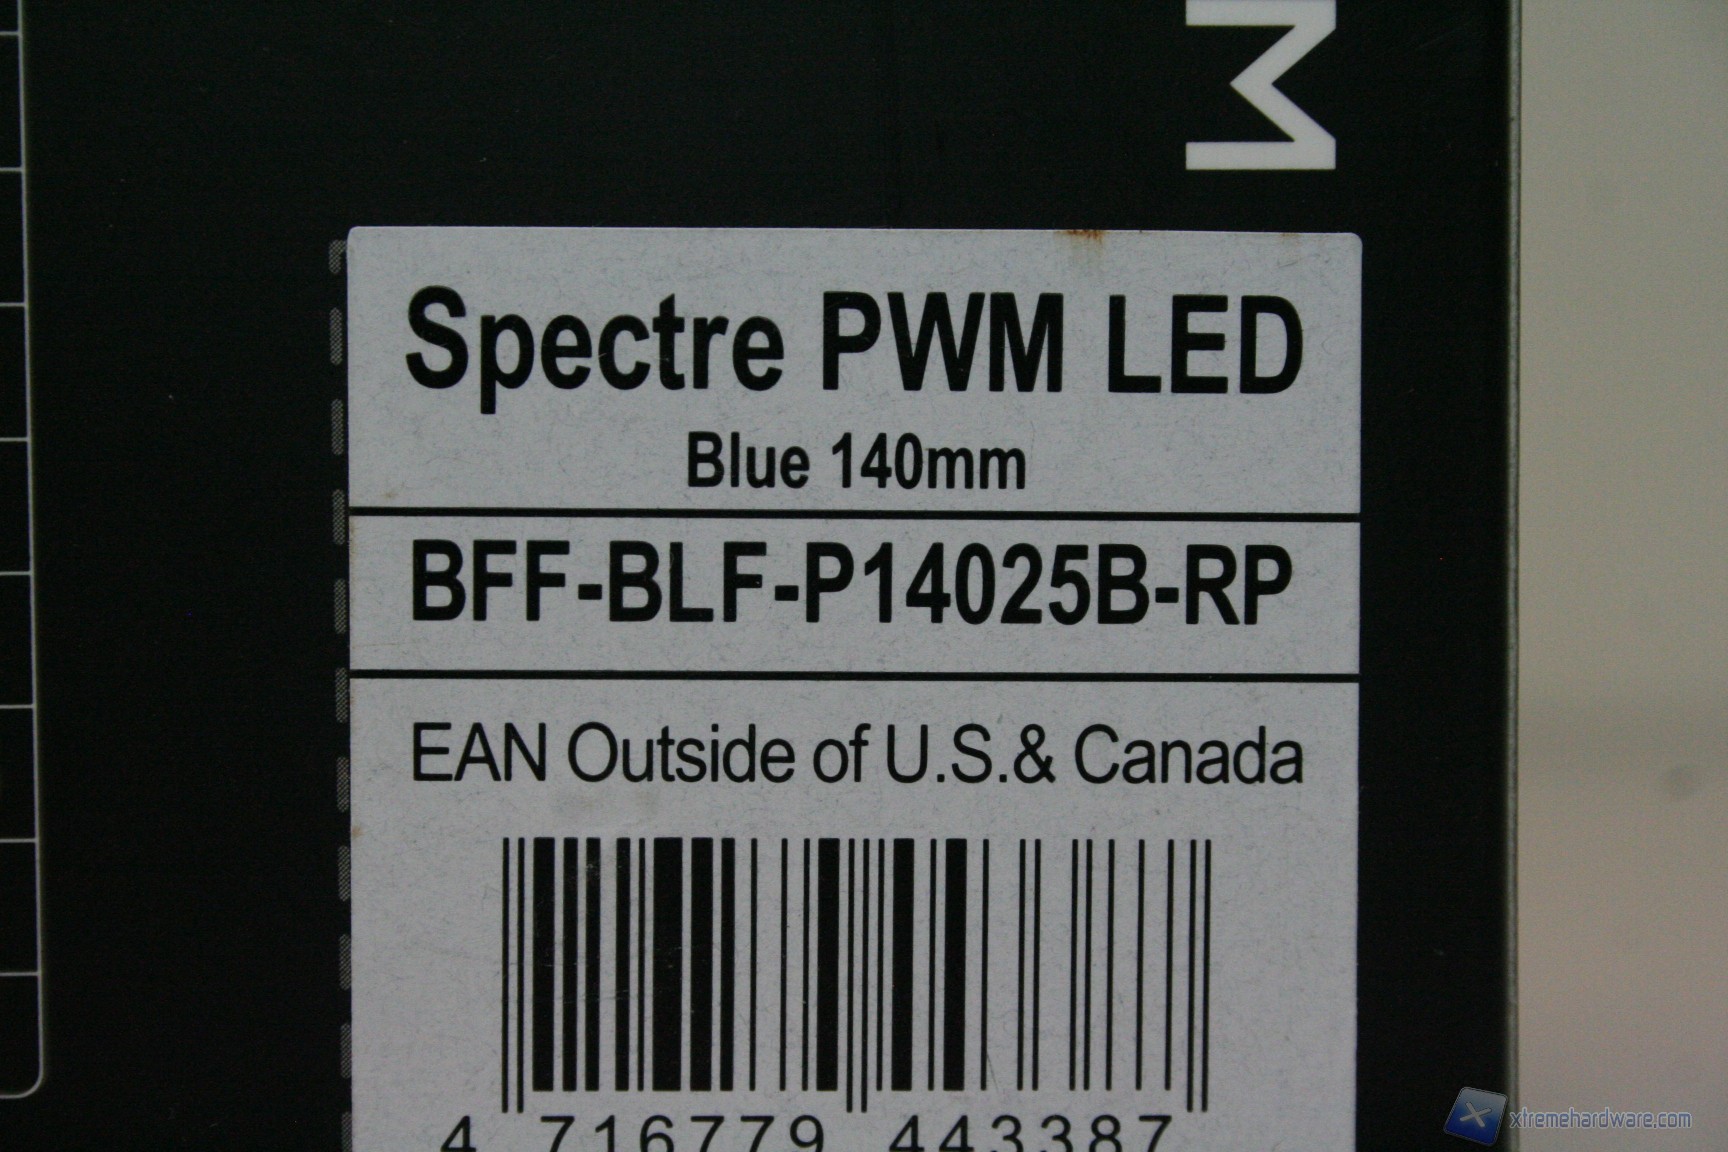 M
Spectre PWM LED
Blue 140mm
BFF-BLF-P14025B-RP
EAN Outside of U.S.& Canada
4 716779 443387
xtremehardware.com